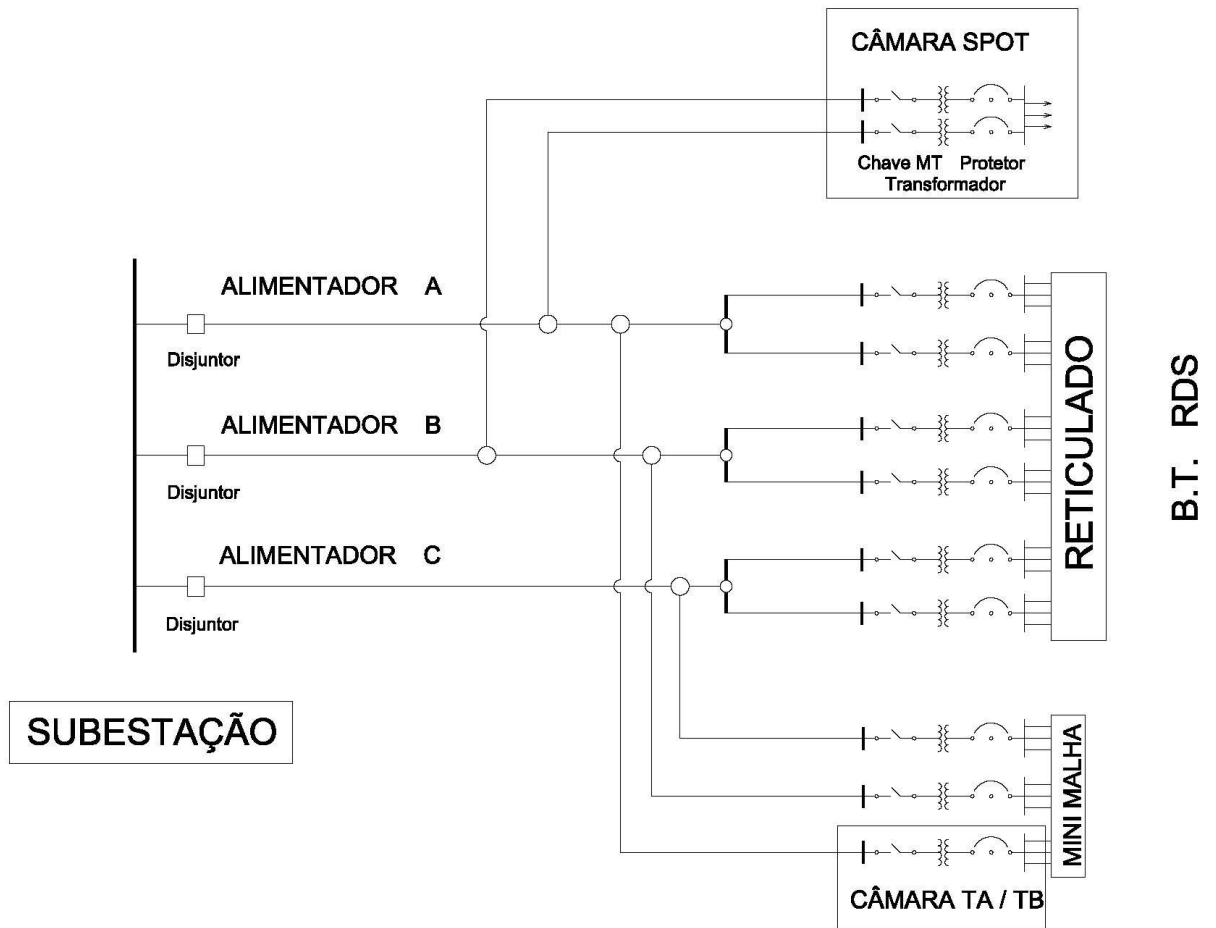 CÂMARA SPOT
Chave MT Protetor
Transformador
ALIMENTADOR A
Disjuntor
ALIMENTADOR B
Disjuntor
ALIMENTADOR C
Disjuntor
RETICULADO
B.T. RDS
SUBESTAÇÃO
MINI MALHA
CÂMARA TA / TB